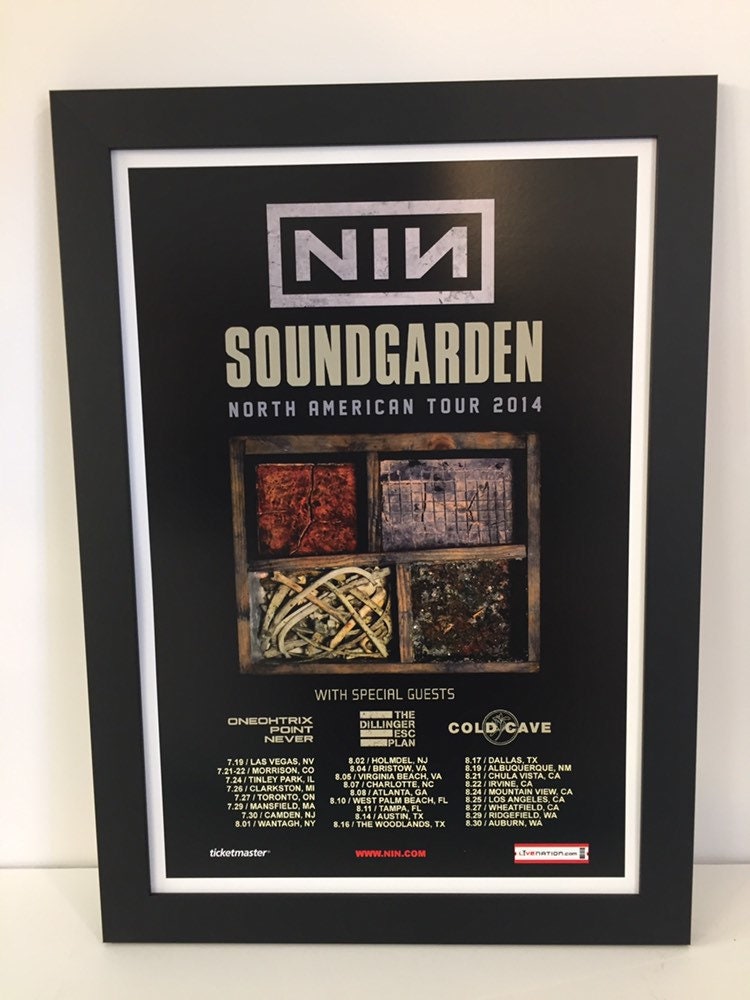 NIN
SOUNDGARDEN
NORTH AMERICAN TOUR 2014
WITH SPECIAL GUESTS
ONEOHTRIX
POINT
NEVER
THE
DILLINGER
ESC
PLAN
COLD CAVE
7.19 / LAS VEGAS, NV
7.21-22 / MORRISON, CO
7.24 / TINLEY PARK, IL
7.26 / CLARKSTON, MI
7.27 / TORONTO, ON
7.29 / MANSFIELD, MA
7.30 / CAMDEN, NJ
8.01 / WANTAGH, NY
8.02 / HOLMDEL, NJ
8.04 / BRISTOW, VA
8.05 / VIRGINIA BEACH, VA
8.07 / CHARLOTTE, NC
8.08 / ATLANTA, GA
8.10 / WEST PALM BEACH, FL
8.11 / TAMPA, FL
8.14 / AUSTIN, TX
8.16 / THE WOODLANDS, TX
8.17 / DALLAS, TX
8.19 / ALBUQUERQUE, NM
8.21 / CHULA VISTA, CA
8.22 / IRVINE, CA
8.24 / MOUNTAIN VIEW, CA
8.25 / LOS ANGELES, CA
8.27 / WHEATFIELD, CA
8.29 / RIDGEFIELD, WA
8.30 / AUBURN, WA
ticketmaster
WWW.NIN.COM
LIVENATION.com